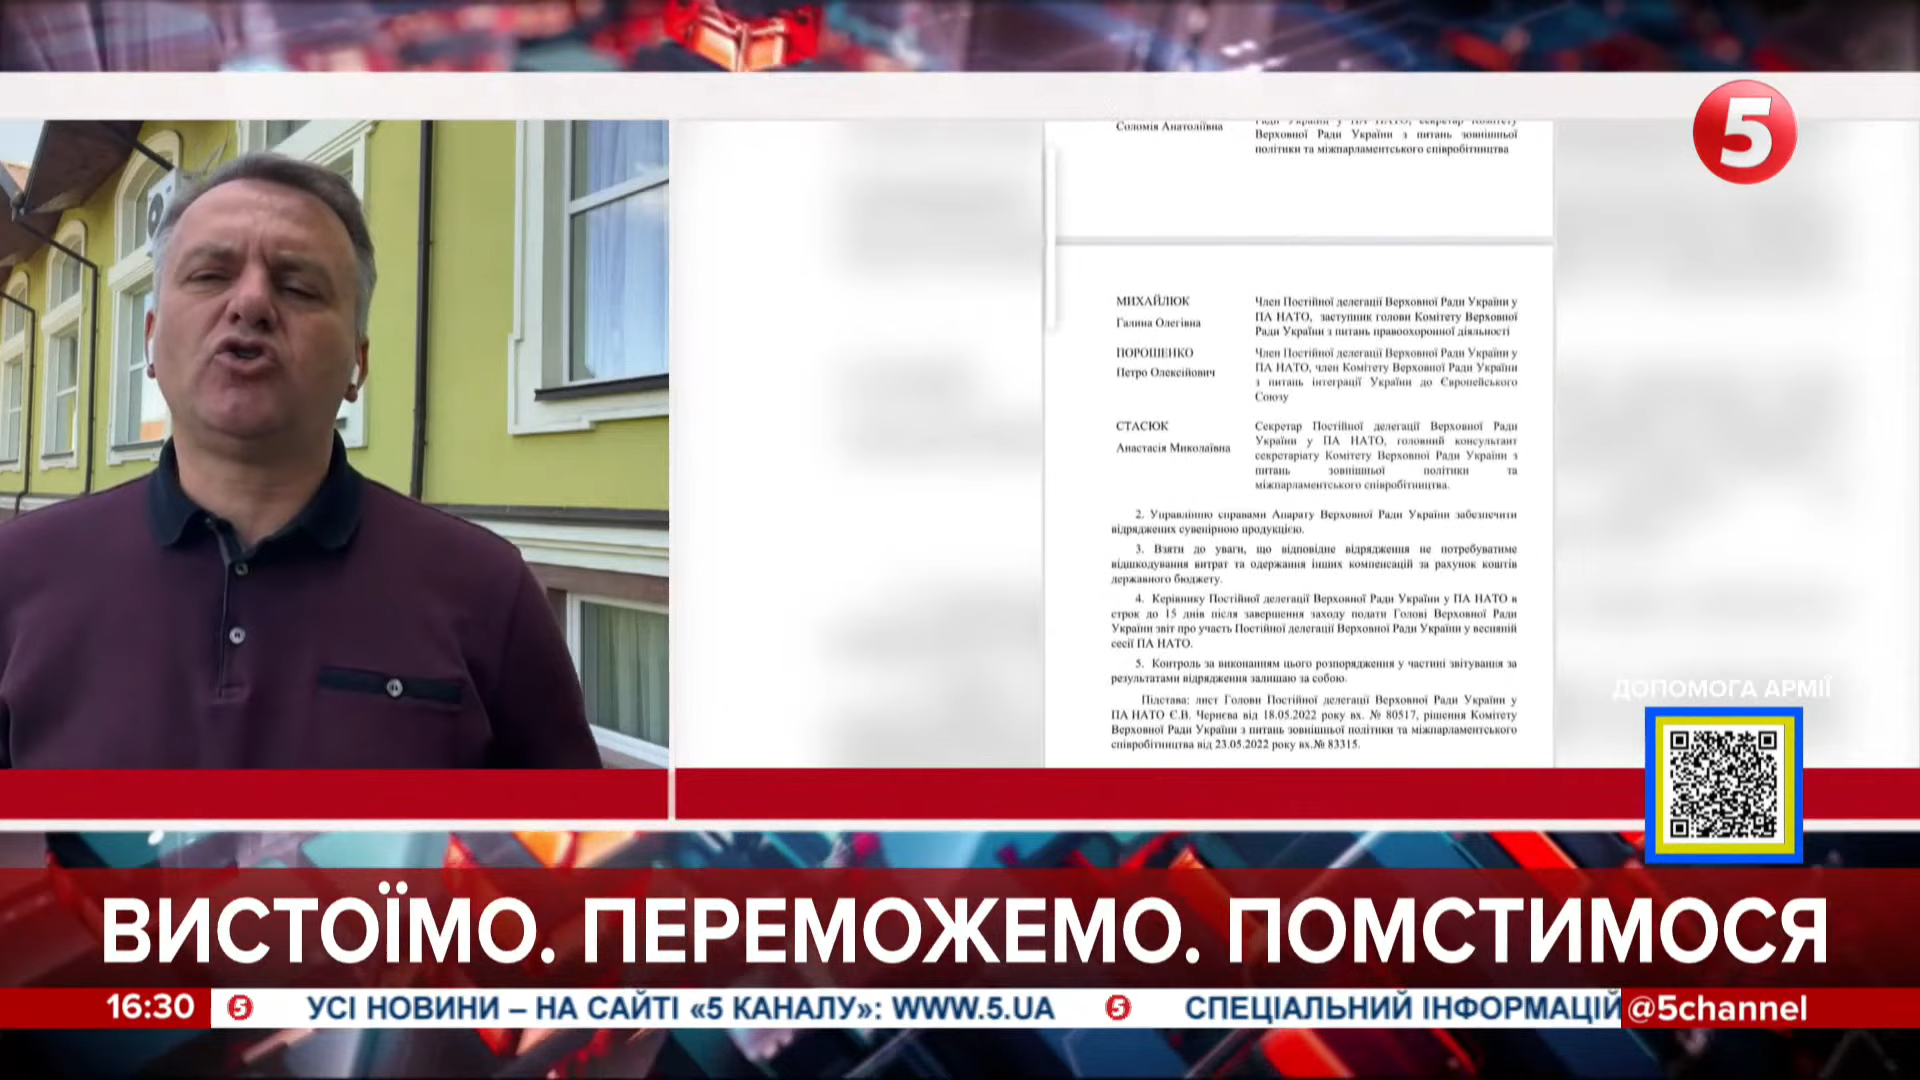 5
Соломія Анатоліївна
Ради України у ПА НАТО, секретар Комітету
Верховної Ради України з питань зовнішньої
політики та міжпарламентського співробітництва
МИХАЙЛЮК
Галина Олегівна
Член Постійної делегації Верховної Ради України у
ПА НАТО, заступник голови Комітету Верховної
Ради України з питань правоохоронної діяльності
ПОРОШЕНКО
Петро Олексійович
Член Постійної делегації Верховної Ради України у
ПА НАТО, член Комітету Верховної Ради України
з питань інтеграції України до Європейського
Союзу
СТАСЮК
Анастасія Миколаївна
Секретар Постійної делегації Верховної Ради
України у ПА НАТО, головний консультант
секретаріату Комітету Верховної Ради України з
питань зовнішньої політики та
міжпарламентського співробітництва.
2. Управлінню справами Апарату Верховної Ради України забезпечити
відряджених сувенірною продукцією.
3. Взяти до уваги, що відповідне відрядження не потребуватиме
відшкодування витрат та одержання інших компенсацій за рахунок коштів
державного бюджету.
4. Керівнику Постійної делегації Верховної Ради України у ПА НАТО в
строк до 15 днів після завершення заходу подати Голові Верховної Ради
України звіт про участь Постійної делегації Верховної Ради України у весняній
сесії ПА НАТО.
5. Контроль за виконанням цього розпорядження у частині звітування за
результатами відрядження залишаю за собою.
Підстава: лист Голови Постійної делегації Верховної Ради України у
ПА НАТО Є.В. Чернєва від 18.05.2022 року вх. № 80517, рішення Комітету
Верховної Ради України з питань зовнішньої політики та міжпарламентського
співробітництва від 23.05.2022 року вх.№ 83315.
ДОПОМОГА АРМІЇ
ВИСТОЇМО. ПЕРЕМОЖЕМО. ПОМСТИМОСЯ
16:30 5 УСІ НОВИНИ – НА САЙТІ «5 КАНАЛУ»: WWW.5.UA 5 СПЕЦІАЛЬНИЙ ІНФОРМАЦІЙ @5channel